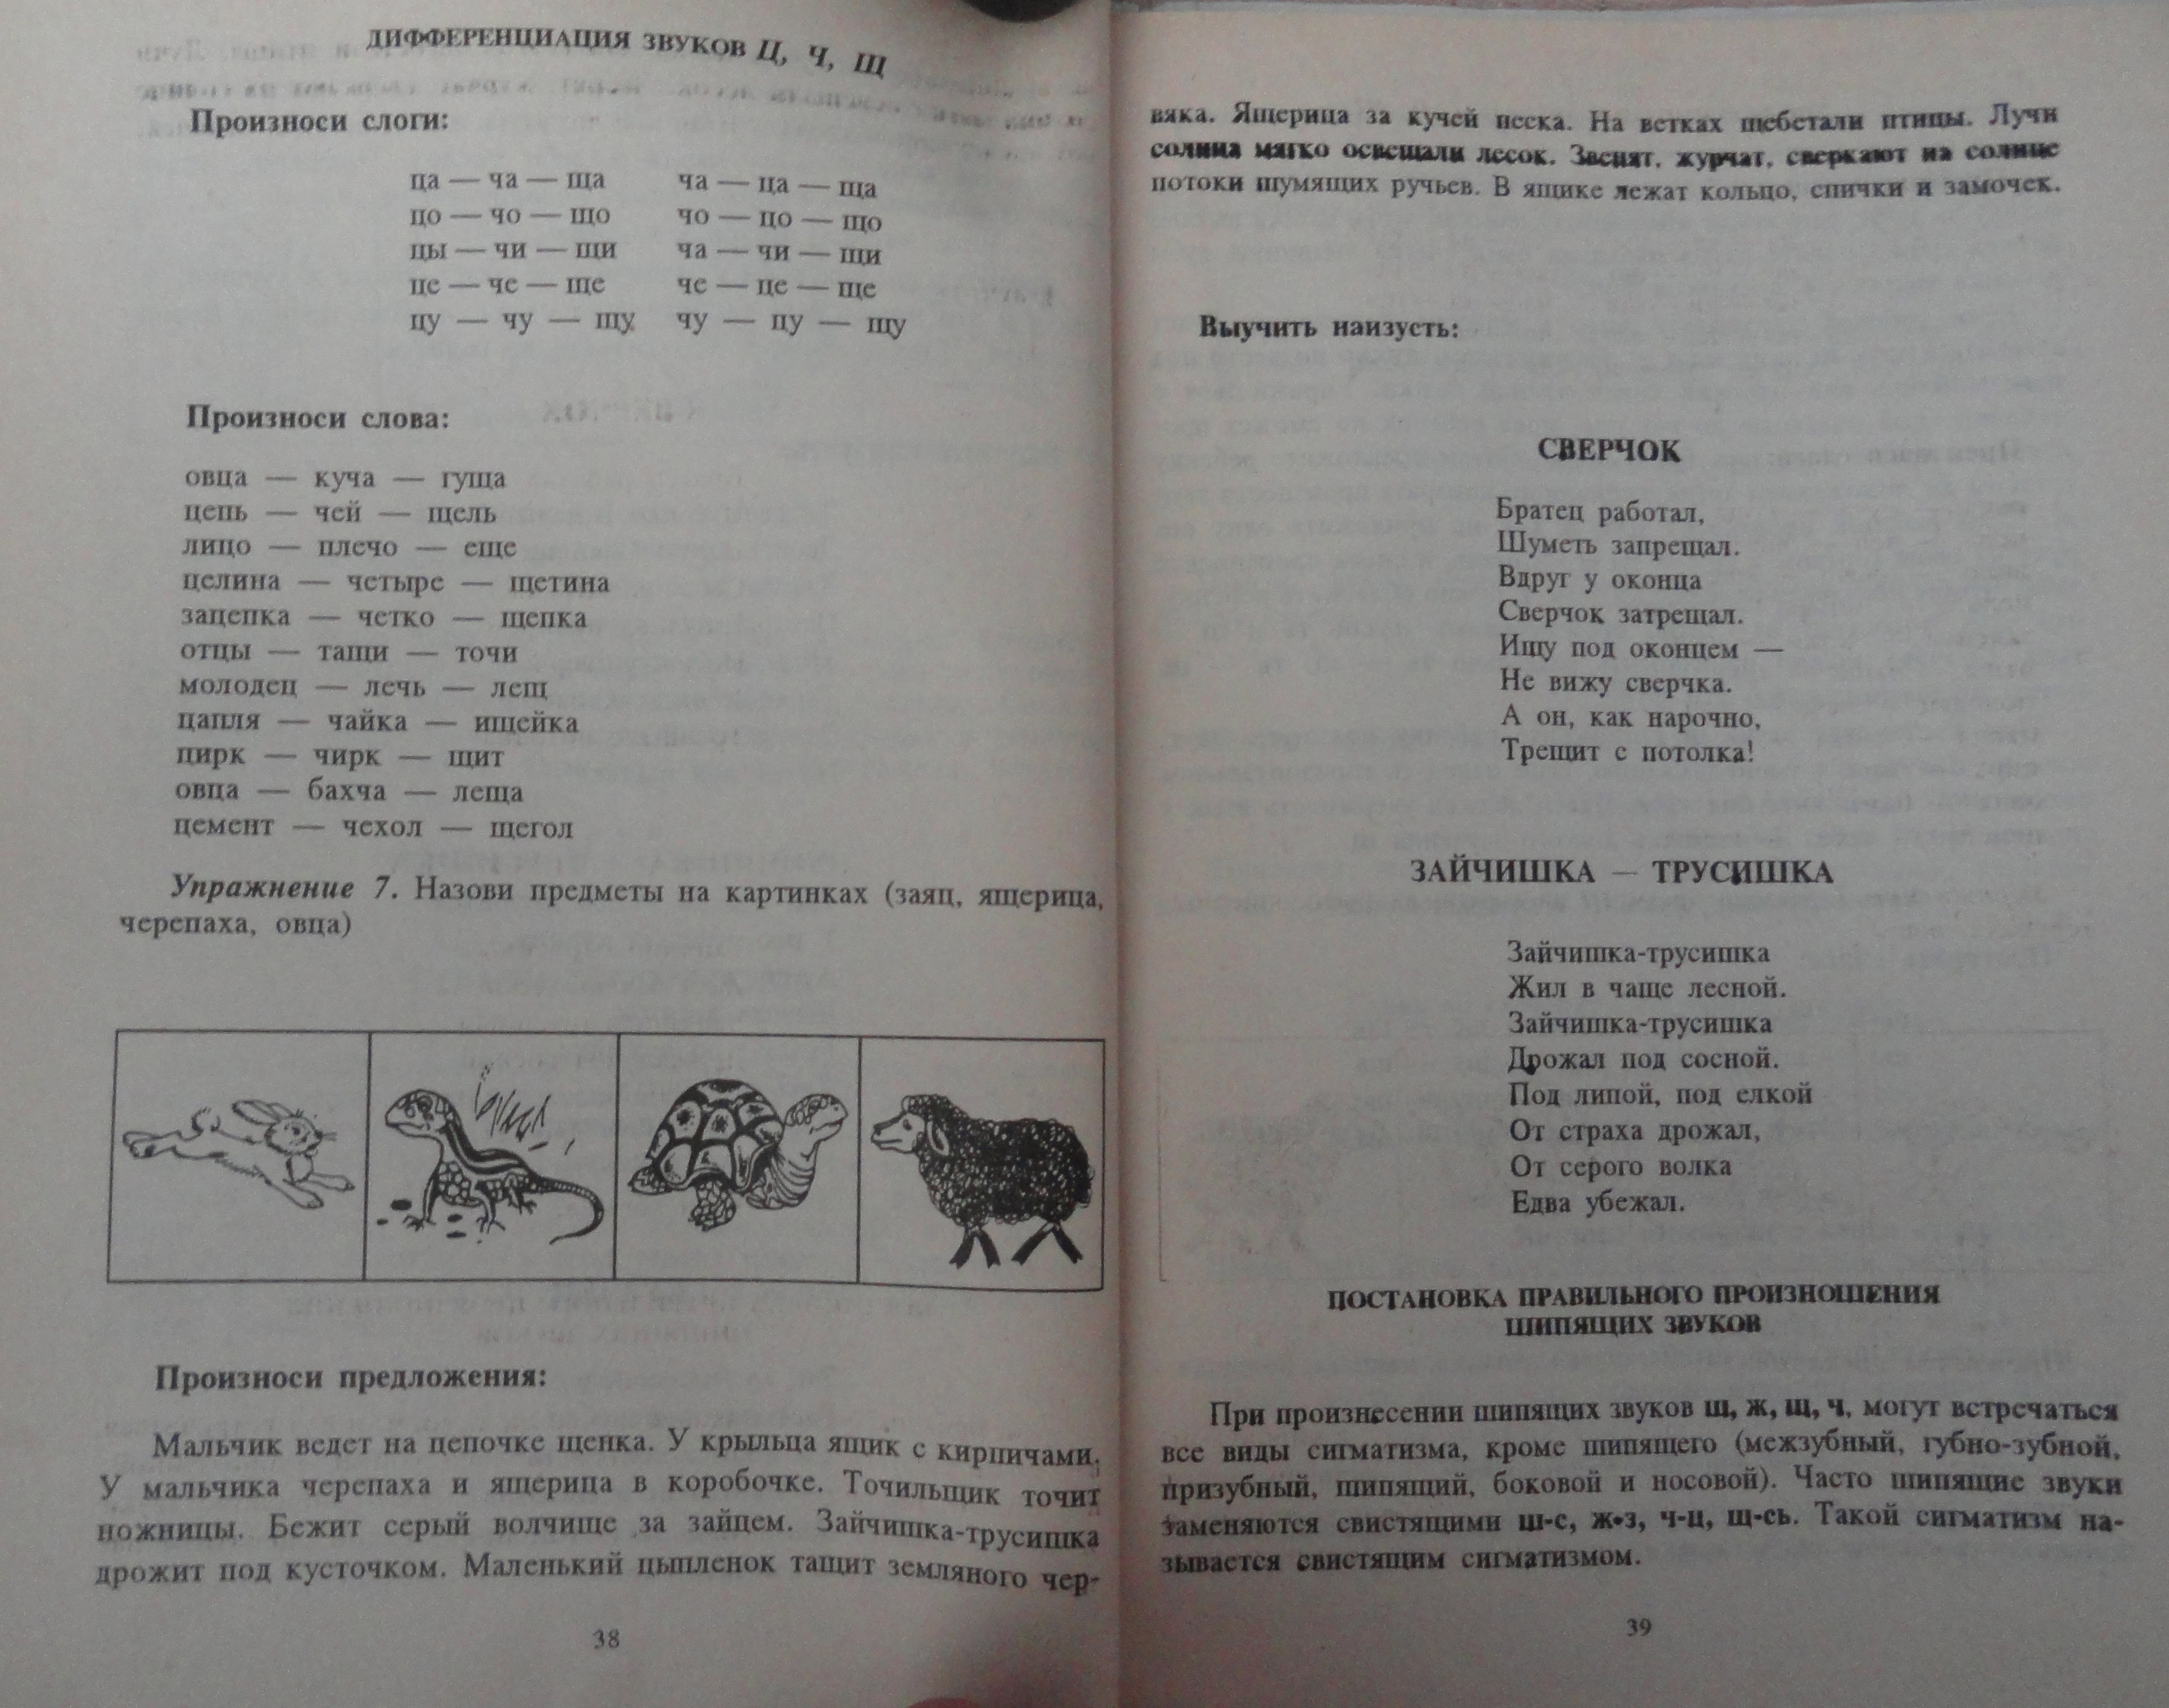 ДИФФЕРЕНЦИАЦИЯ ЗВУКОВ Ц, Ч, Щ
Произноси слоги:
ца — ча — ща ча — ца — ща
цо — чо — що чо — цо — що
цы — чи — щи ча — чи — щи
це — че — ще че — це — ще
цу — чу — щу чу — цу — щу
Произноси слова:
овца — куча — гуща
цепь — чей — щель
лицо — плечо — еще
целина — четыре — щетина
зацепка — четко — щепка
отцы — тащи — точи
молодец — лечь — лещ
цапля — чайка — ищейка
цирк — чирк — щит
овца — бахча — леща
цемент — чехол — щегол
Упражнение 7. Назови предметы на картинках (заяц, ящерица,
черепаха, овца)
Произноси предложения:
Мальчик ведет на цепочке щенка. У крыльца ящик с кирпичами.
У мальчика черепаха и ящерица в коробочке. Точильщик точит
ножницы. Бежит серый волчище за зайцем. Зайчишка-трусишка
дрожит под кусточком. Маленький цыпленок тащит земляного чер-
38
вяка. Ящерица за кучей песка. На ветках щебетали птицы. Лучи
солнца мягко освещали лесок. Звенят, журчат, сверкают на солнце
потоки шумящих ручьев. В ящике лежат кольцо, спички и замочек.
Выучить наизусть:
СВЕРЧОК
Братец работал,
Шуметь запрещал.
Вдруг у оконца
Сверчок затрещал.
Ищу под оконцем —
Не вижу сверчка.
А он, как нарочно,
Трещит с потолка!
ЗАЙЧИШКА — ТРУСИШКА
Зайчишка-трусишка
Жил в чаще лесной.
Зайчишка-трусишка
Дрожал под сосной.
Под липой, под елкой
От страха дрожал,
От серого волка
Едва убежал.
ПОСТАНОВКА ПРАВИЛЬНОГО ПРОИЗНОШЕНИЯ
ШИПЯЩИХ ЗВУКОВ
При произнесении шипящих звуков ш, ж, щ, ч, могут встречаться
все виды сигматизма, кроме шипящего (межзубный, губно-зубной,
призубный, шипящий, боковой и носовой). Часто шипящие звуки
заменяются свистящими ш-с, ж-з, ч-ц, щ-сь. Такой сигматизм на-
зывается свистящим сигматизмом.
39